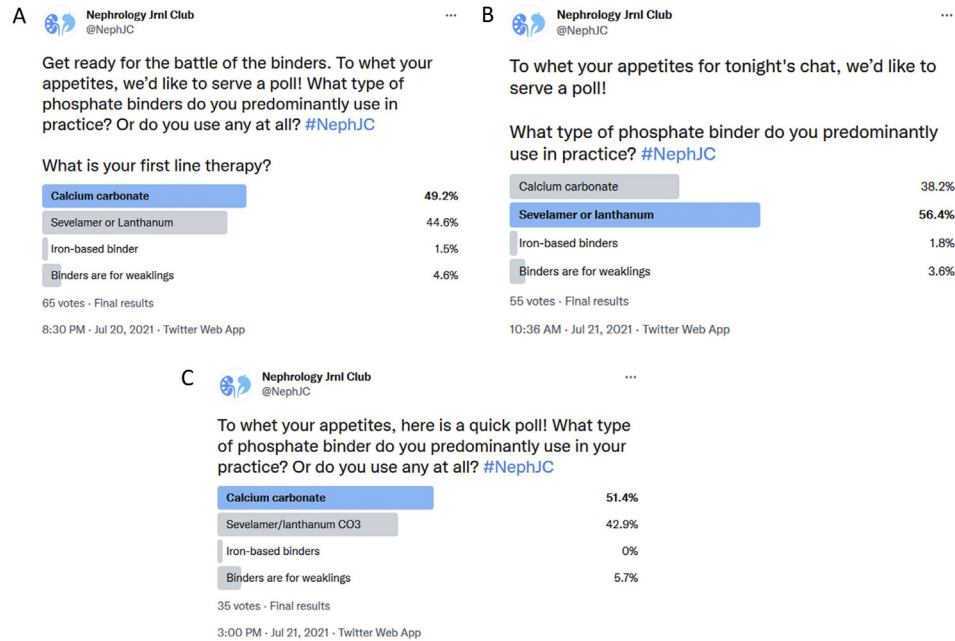 A
Nephrology Jrnl Club
@NephJC
Get ready for the battle of the binders. To whet your
appetites, we'd like to serve a poll! What type of
phosphate binders do you predominantly use in
practice? Or do you use any at all? #NephJC
What is your first line therapy?
Calcium carbonate 49.2%
Sevelamer or Lanthanum 44.6%
Iron-based binder 1.5%
Binders are for weaklings 4.6%
65 votes · Final results
8:30 PM · Jul 20, 2021 · Twitter Web App
B
Nephrology Jrnl Club
@NephJC
To whet your appetites for tonight's chat, we'd like to
serve a poll!
What type of phosphate binder do you predominantly
use in practice? #NephJC
Calcium carbonate 38.2%
Sevelamer or lanthanum 56.4%
Iron-based binders 1.8%
Binders are for weaklings 3.6%
55 votes · Final results
10:36 AM · Jul 21, 2021 · Twitter Web App
C
Nephrology Jrnl Club
@NephJC
To whet your appetites, here is a quick poll! What type
of phosphate binder do you predominantly use in your
practice? Or do you use any at all? #NephJC
Calcium carbonate 51.4%
Sevelamer/lanthanum CO3 42.9%
Iron-based binders 0%
Binders are for weaklings 5.7%
35 votes · Final results
3:00 PM · Jul 21, 2021 · Twitter Web App